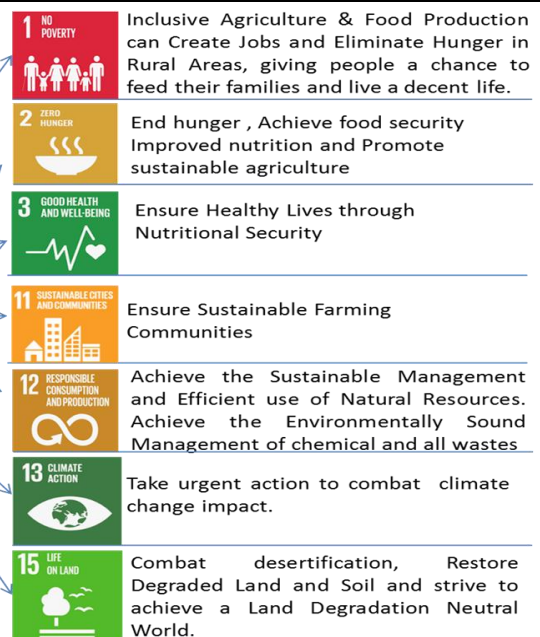 1 NO
POVERTY
Inclusive Agriculture & Food Production
can Create Jobs and Eliminate Hunger in
Rural Areas, giving people a chance to
feed their families and live a decent life.
2 ZERO
HUNGER
End hunger , Achieve food security
Improved nutrition and Promote
sustainable agriculture
3 GOOD HEALTH
AND WELL-BEING
Ensure Healthy Lives through
Nutritional Security
11 SUSTAINABLE CITIES
AND COMMUNITIES
Ensure Sustainable Farming
Communities
12 RESPONSIBLE
CONSUMPTION
AND PRODUCTION
Achieve the Sustainable Management
and Efficient use of Natural Resources.
Achieve the Environmentally Sound
Management of chemical and all wastes
13 CLIMATE
ACTION
Take urgent action to combat climate
change impact.
15 LIFE
ON LAND
Combat desertification, Restore
Degraded Land and Soil and strive to
achieve a Land Degradation Neutral
World.